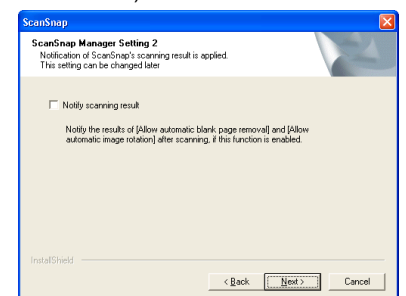 ScanSnap
ScanSnap Manager Setting 2
Notification of ScanSnap's scanning result is applied.
This setting can be changed later
Notify scanning result
Notify the results of [Allow automatic blank page removal] and [Allow
automatic image rotation] after scanning, if this function is enabled.
InstallShield
< Back
Next >
Cancel